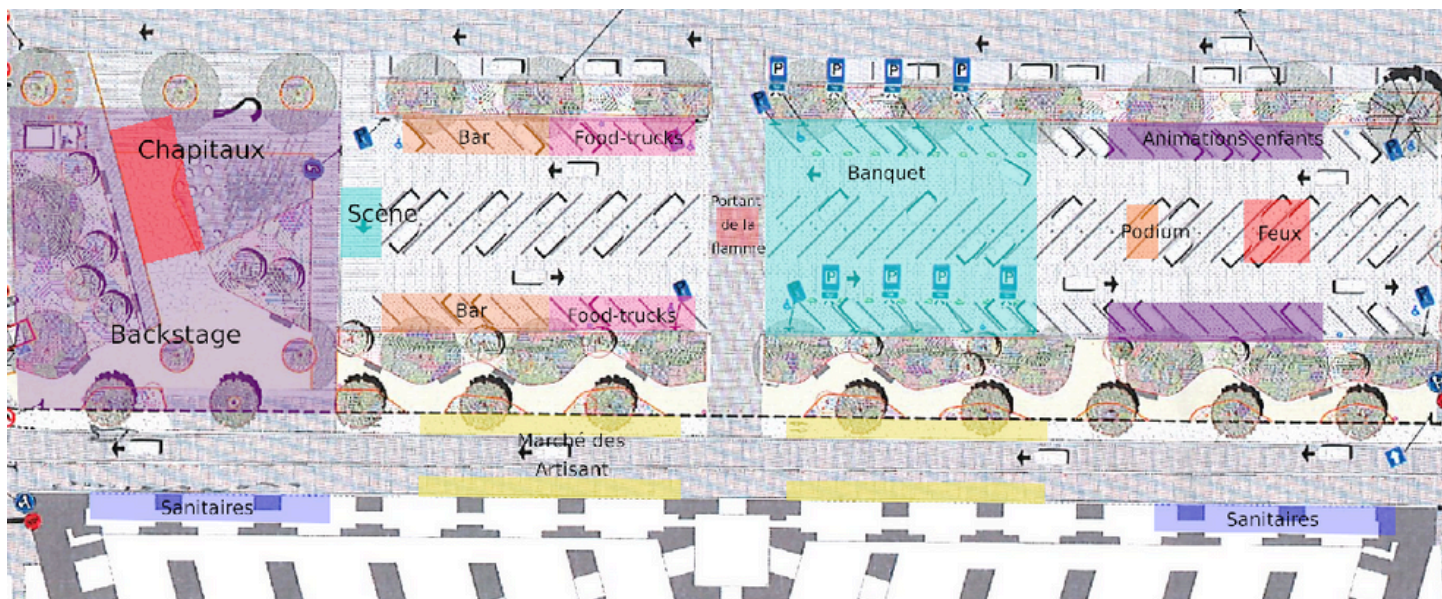 P
P
P
P
P
Bar
Food-trucks
Animations enfants
Chapitaux
Banquet
Scène
Portant
de la
flamme
Podium
Feux
P
P
P
P
Bar
Food-trucks
Backstage
Marché des
Artisant
Sanitaires
Sanitaires